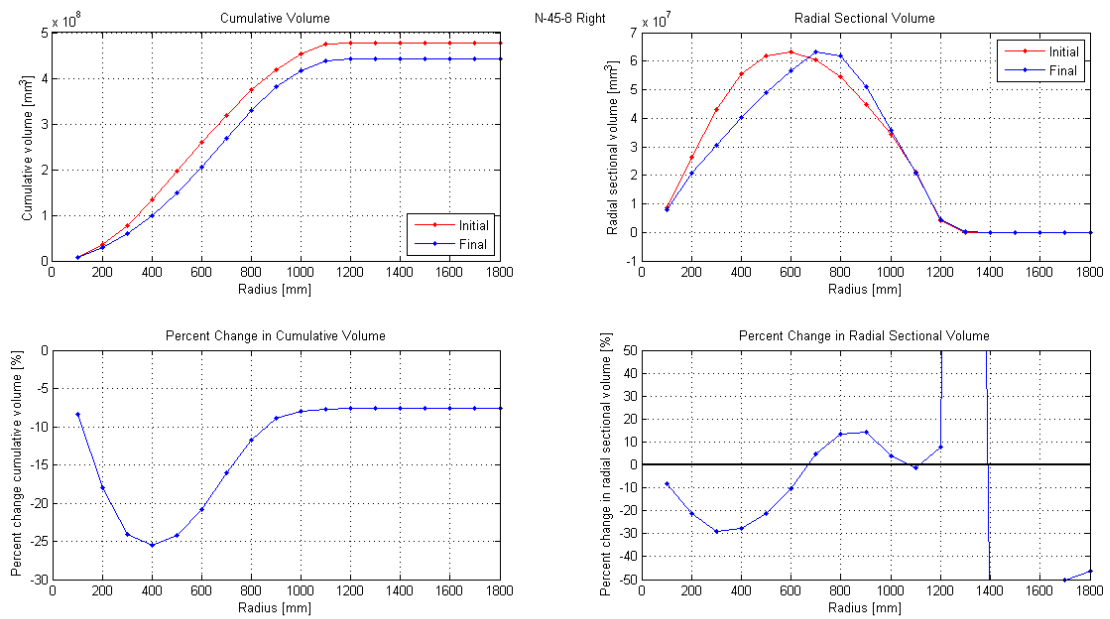 Cumulative Volume
N-45-8 Right
Radial Sectional Volume
5 x 10^8
4
3
2
1
0
Cumulative volume [mm³]
0 200 400 600 800 1000 1200 1400 1600 1800
Radius [mm]
Initial
Final
7 x 10^7
6
5
4
3
2
1
0
-1
Radial sectional volume [mm³]
0 200 400 600 800 1000 1200 1400 1600 1800
Radius [mm]
Initial
Final
Percent Change in Cumulative Volume
0
-5
-10
-15
-20
-25
-30
Percent change cumulative volume [%]
0 200 400 600 800 1000 1200 1400 1600 1800
Radius [mm]
Percent Change in Radial Sectional Volume
50
40
30
20
10
0
-10
-20
-30
-40
-50
Percent change in radial sectional volume [%]
0 200 400 600 800 1000 1200 1400 1600 1800
Radius [mm]